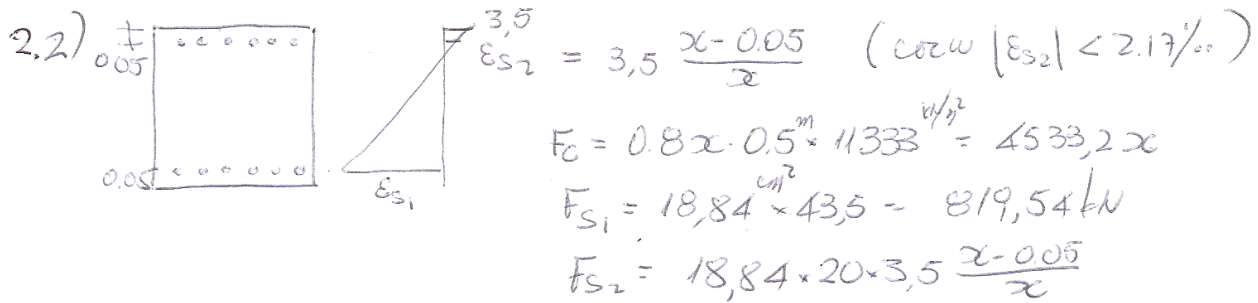 2.2) 0.05 3,5
εs₂ = 3,5 (x - 0.05)/x (εσεω |εs₂| < 2.17‰)
Fc = 0.8x · 0.5ᵐ × 11333 kN/m² = 4533,2x
0.05 εs₁ Fs₁ = 18,84 cm² × 43,5 = 819,54 kN
Fs₂ = 18,84 × 20 × 3,5 (x - 0.05)/x